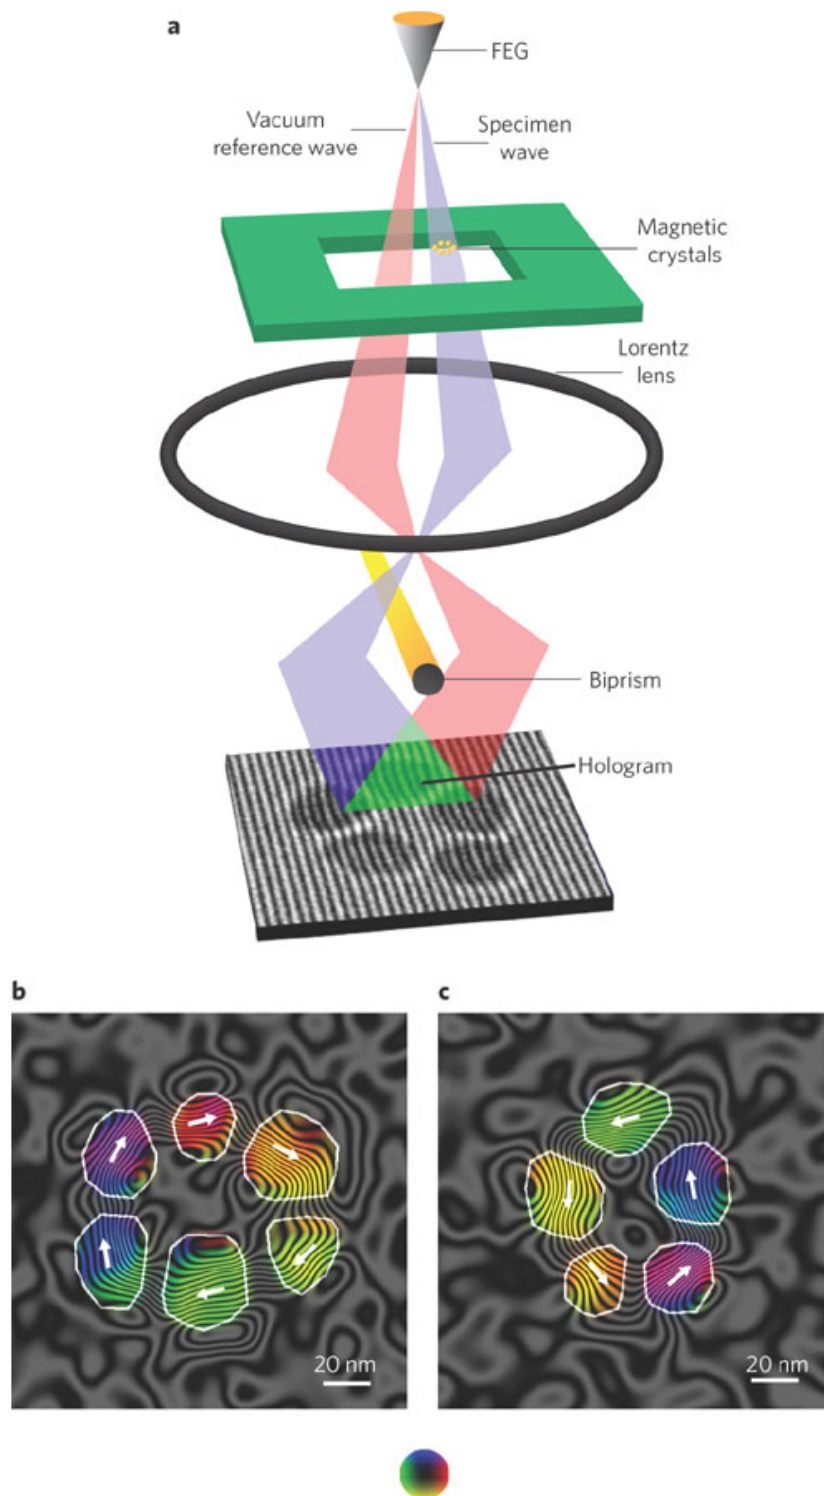 a
FEG
Vacuum
reference wave
Specimen
wave
Magnetic
crystals
Lorentz
lens
Biprism
Hologram
b
c
20 nm
20 nm